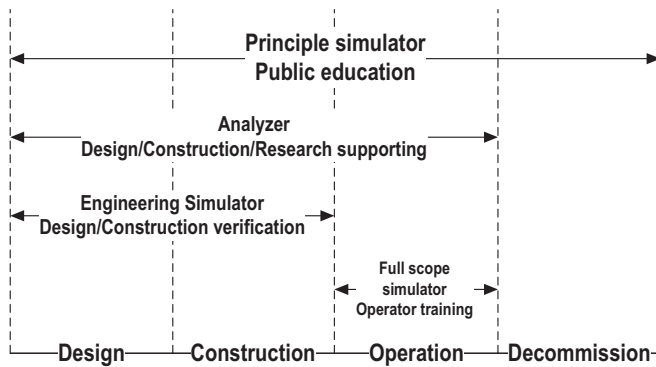 Principle simulator
Public education
Analyzer
Design/Construction/Research supporting
Engineering Simulator
Design/Construction verification
Full scope
simulator
Operator training
Design Construction Operation Decommission